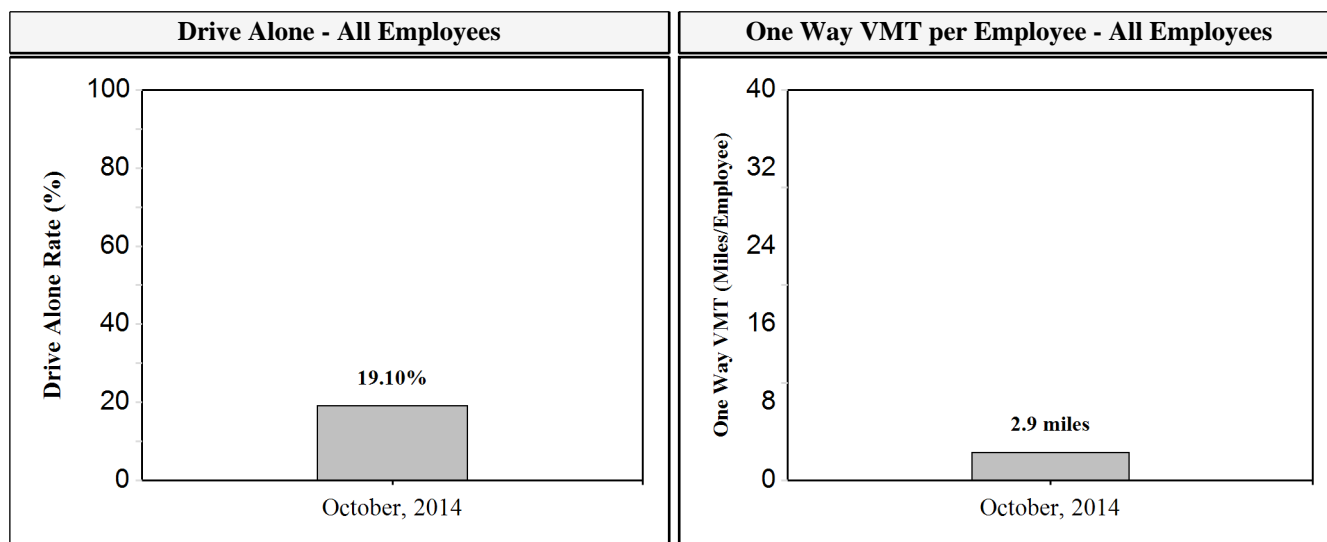 Drive Alone - All Employees
Drive Alone Rate (%)
100
80
60
40
20
0
19.10%
October, 2014
One Way VMT per Employee - All Employees
One Way VMT (Miles/Employee)
40
32
24
16
8
0
2.9 miles
October, 2014